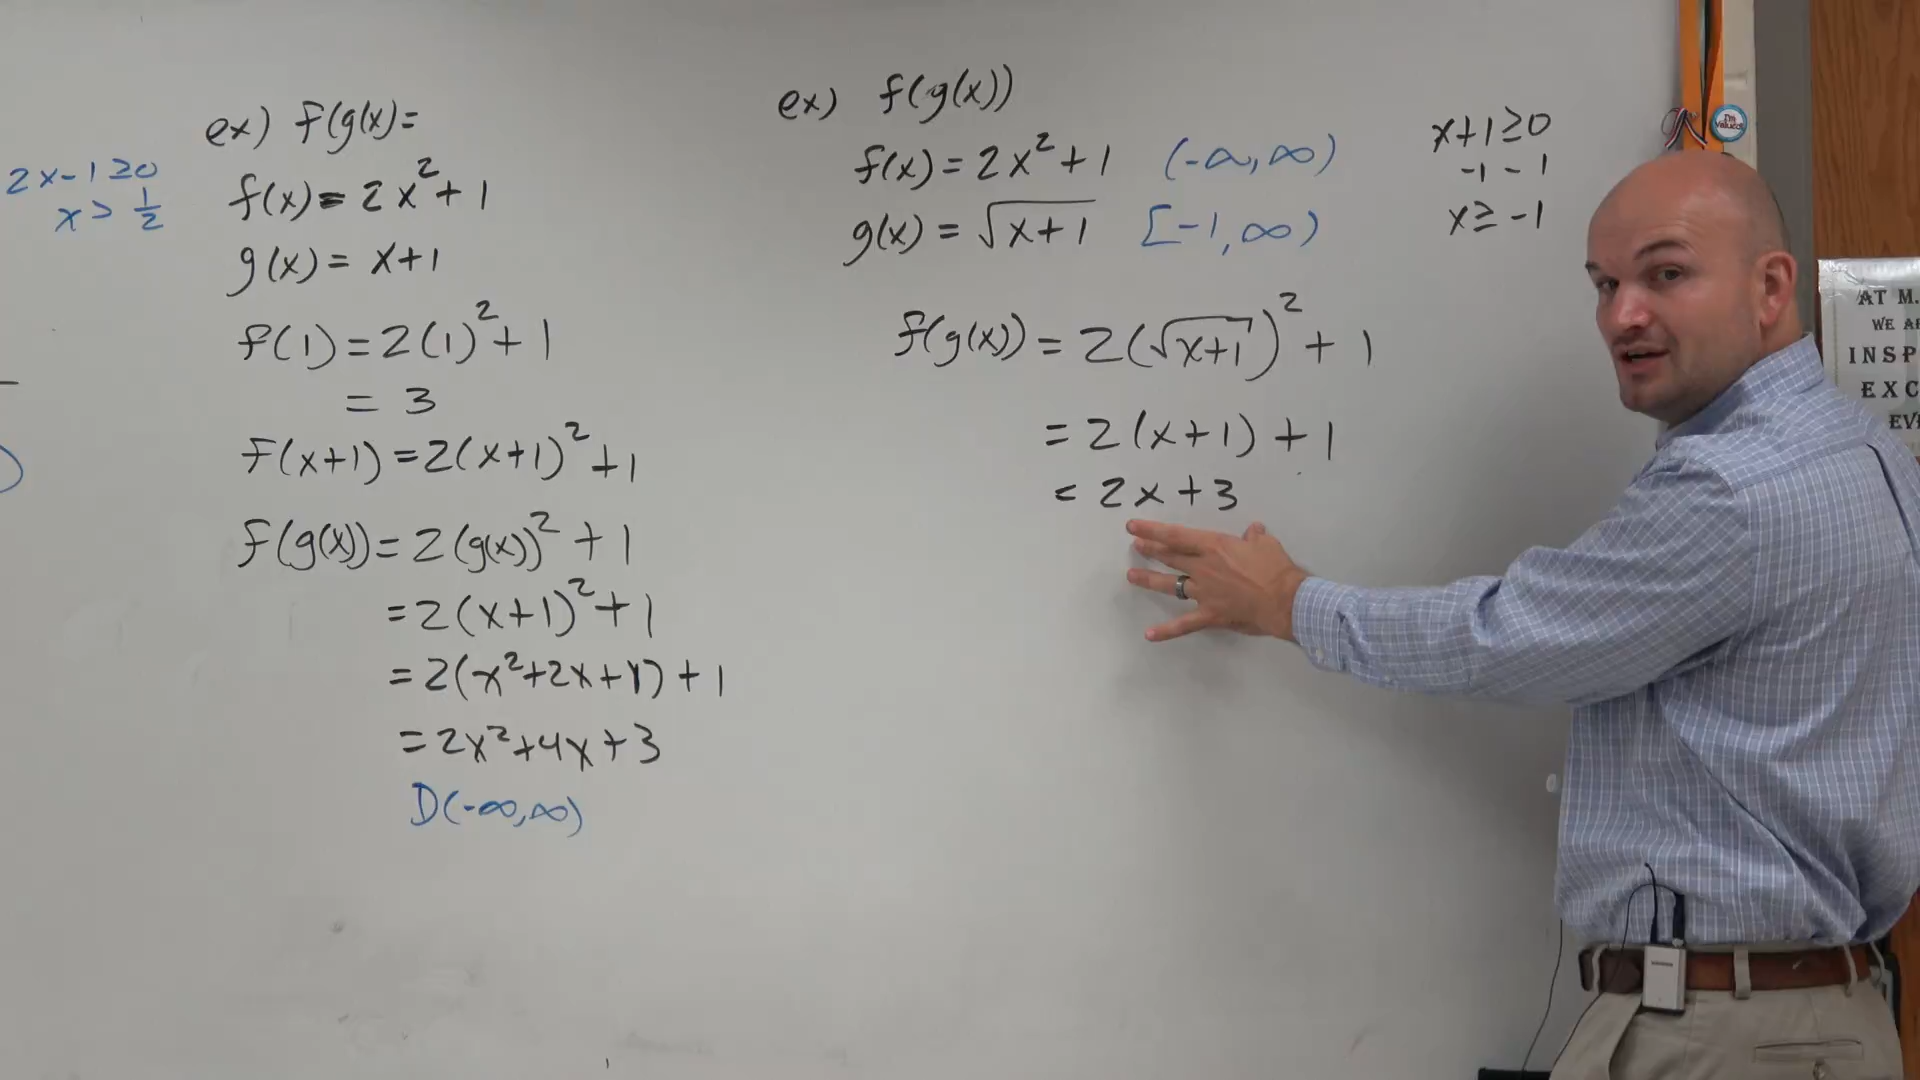 2x-1≥0
x> 1/2
ex) f(g(x)=
f(x)=2x²+1
g(x)= x+1
f(1)=2(1)²+1
= 3
f(x+1)=2(x+1)²+1
f(g(x))=2(g(x))²+1
=2(x+1)²+1
=2(x²+2x+1)+1
=2x²+4x+3
D(-∞,∞)
ex) f(g(x))
f(x)=2x²+1 (-∞,∞)
g(x)=√(x+1) [-1,∞)
f(g(x))=2(√(x+1))²+1
=2(x+1)+1
= 2x+3
x+1≥0
-1 -1
x≥-1
I'm Valued!
AT M.
WE A
INSP
EXC
EV